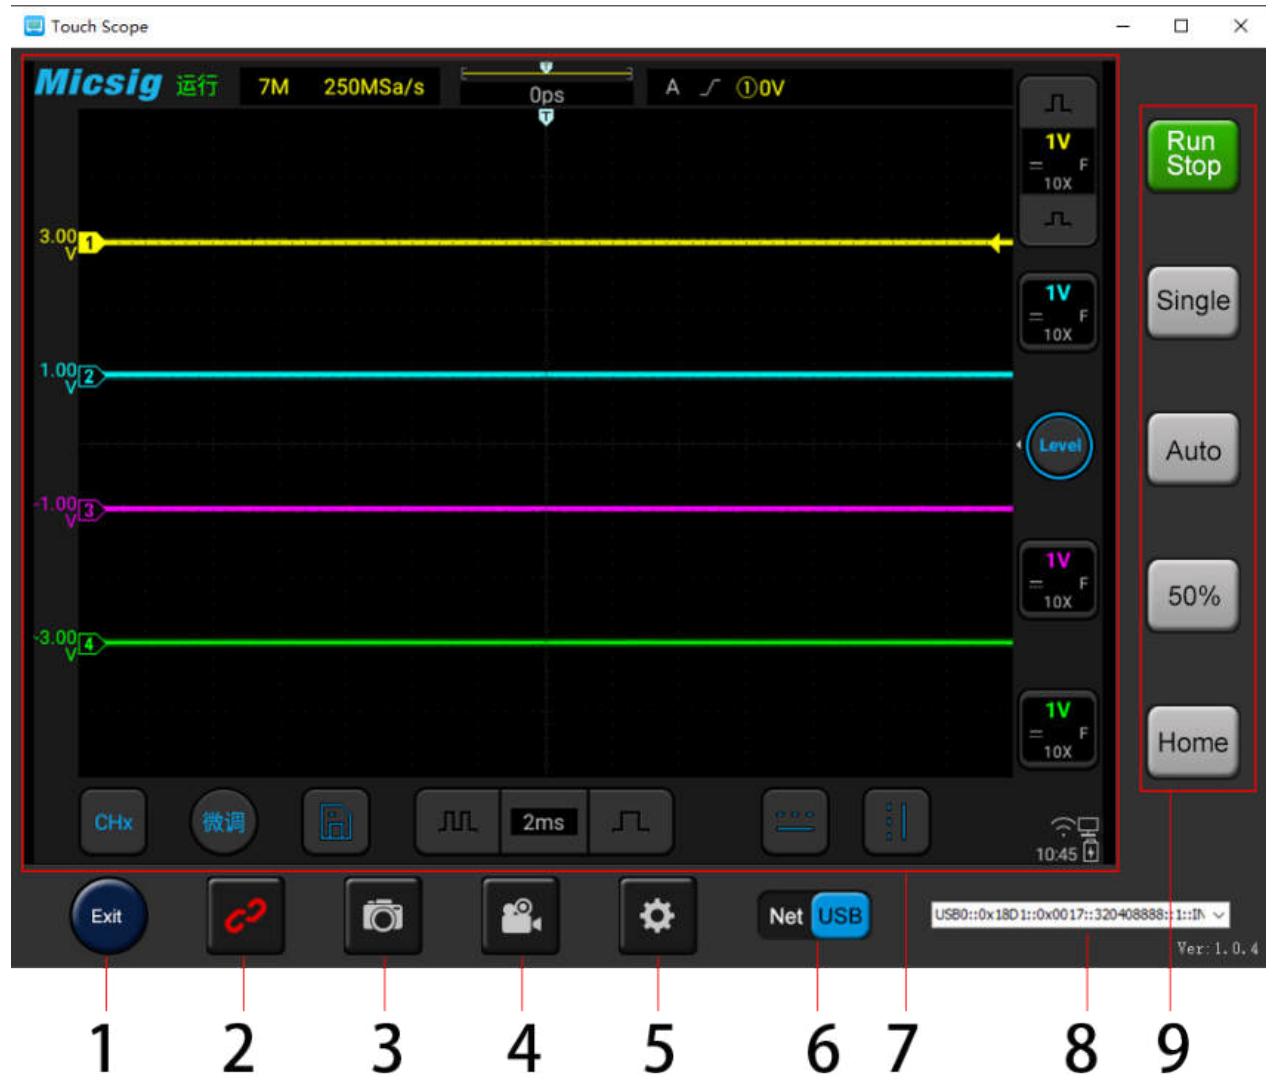 Touch Scope
Micsig 运行 7M 250MSa/s 0ps A ①0V
T
T
1V
F
10X
3.00 V 1
1V
F
10X
1.00 V 2
Level
-1.00 V 3
1V
F
10X
-3.00 V 4
1V
F
10X
CHx 微调 2ms
10:45
Run
Stop
Single
Auto
50%
Home
Exit Net USB USB0::0x18D1::0x0017::320408888::1::IN
Ver:1.0.4
1 2 3 4 5 6 7 8 9